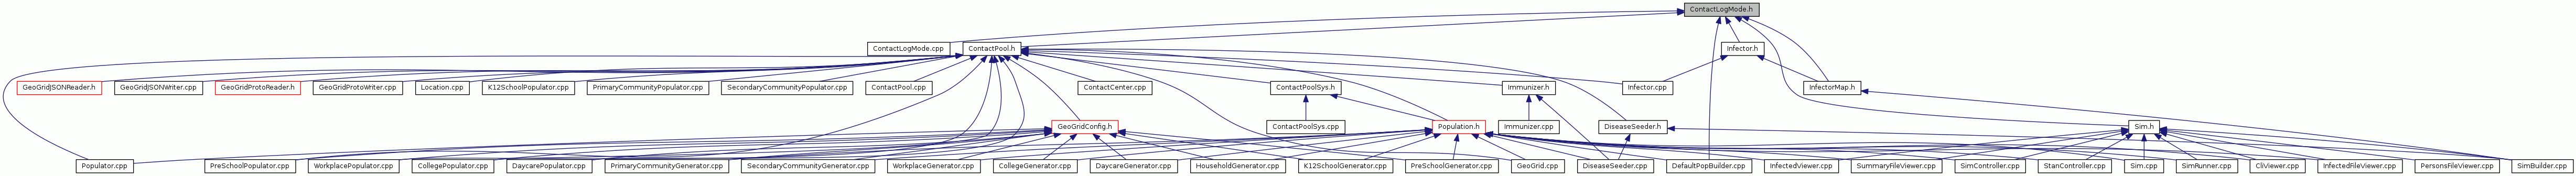 ContactLogMode.h
ContactLogMode.cpp
ContactPool.h
Infector.h
GeoGridJSONReader.h
GeoGridJSONWriter.cpp
GeoGridProtoReader.h
GeoGridProtoWriter.cpp
Location.cpp
K12SchoolPopulator.cpp
PrimaryCommunityPopulator.cpp
SecondaryCommunityPopulator.cpp
ContactPool.cpp
ContactCenter.cpp
ContactPoolSys.h
Immunizer.h
Infector.cpp
InfectorMap.h
GeoGridConfig.h
ContactPoolSys.cpp
Population.h
Immunizer.cpp
DiseaseSeeder.h
Sim.h
Populator.cpp
PreSchoolPopulator.cpp
WorkplacePopulator.cpp
CollegePopulator.cpp
DaycarePopulator.cpp
PrimaryCommunityGenerator.cpp
SecondaryCommunityGenerator.cpp
WorkplaceGenerator.cpp
CollegeGenerator.cpp
DaycareGenerator.cpp
HouseholdGenerator.cpp
K12SchoolGenerator.cpp
PreSchoolGenerator.cpp
GeoGrid.cpp
DiseaseSeeder.cpp
DefaultPopBuilder.cpp
InfectedViewer.cpp
SummaryFileViewer.cpp
SimController.cpp
StanController.cpp
Sim.cpp
SimRunner.cpp
CliViewer.cpp
InfectedFileViewer.cpp
PersonsFileViewer.cpp
SimBuilder.cpp